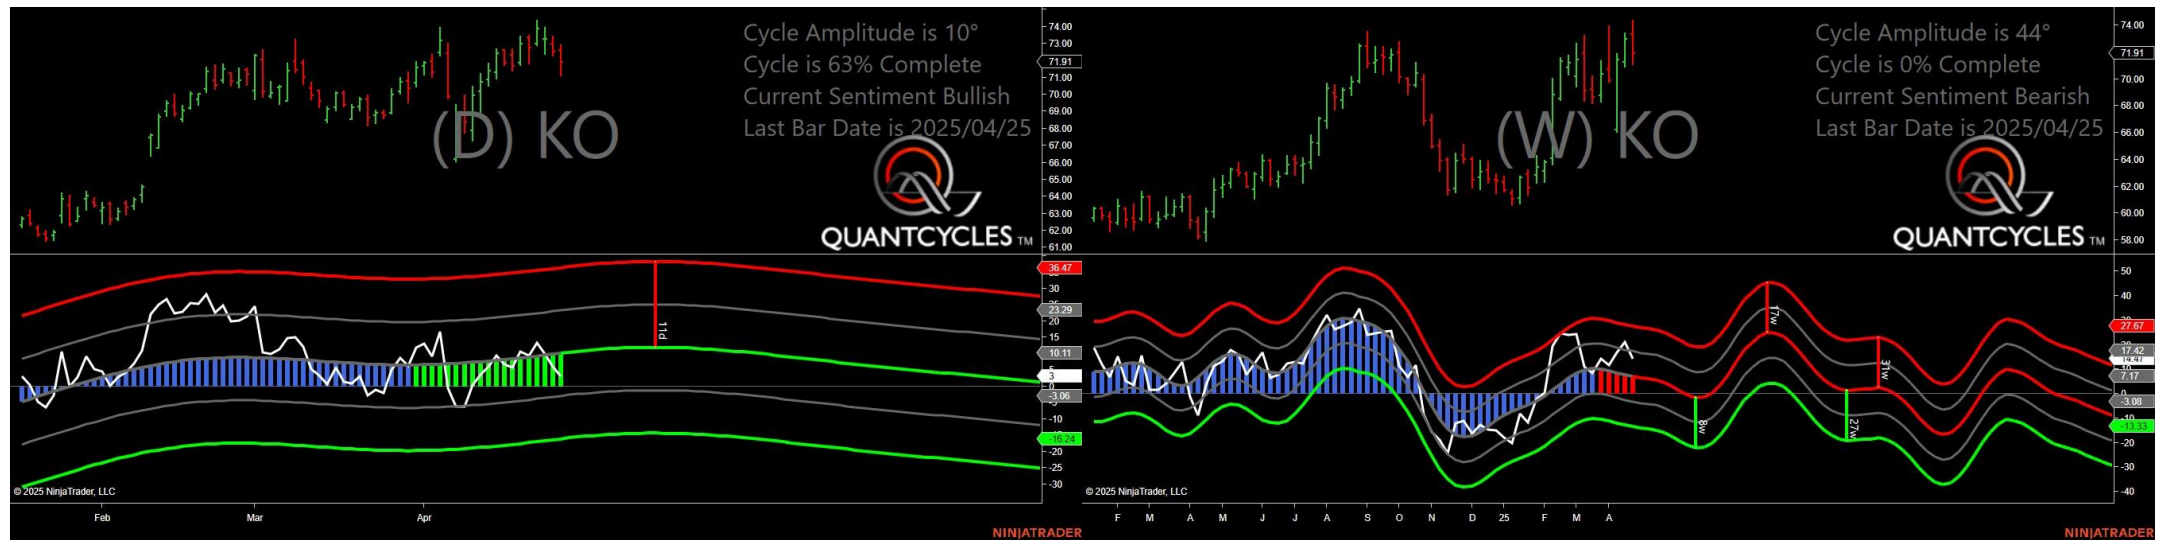 Cycle Amplitude is 10°
Cycle is 63% Complete
Current Sentiment Bullish
Last Bar Date is 2025/04/25
(D) KO
QUANTCYCLES TM
74.00
73.00
71.91
71.00
70.00
69.00
68.00
67.00
66.00
65.00
64.00
63.00
62.00
61.00
36.47
30
23.29
20
15
10.11
3
-3.06
-10
-16.24
-20
-25
-30
11d
© 2025 NinjaTrader, LLC
Feb Mar Apr
NINJATRADER
Cycle Amplitude is 44°
Cycle is 0% Complete
Current Sentiment Bearish
Last Bar Date is 2025/04/25
(W) KO
QUANTCYCLES TM
74.00
71.91
70.00
68.00
66.00
64.00
62.00
60.00
58.00
50
40
27.67
17.42
14.47
7.17
-3.08
-13.33
-20
-30
-40
17w
31w
8w
27w
© 2025 NinjaTrader, LLC
F M A M J J A S O N D 25 F M A
NINJATRADER